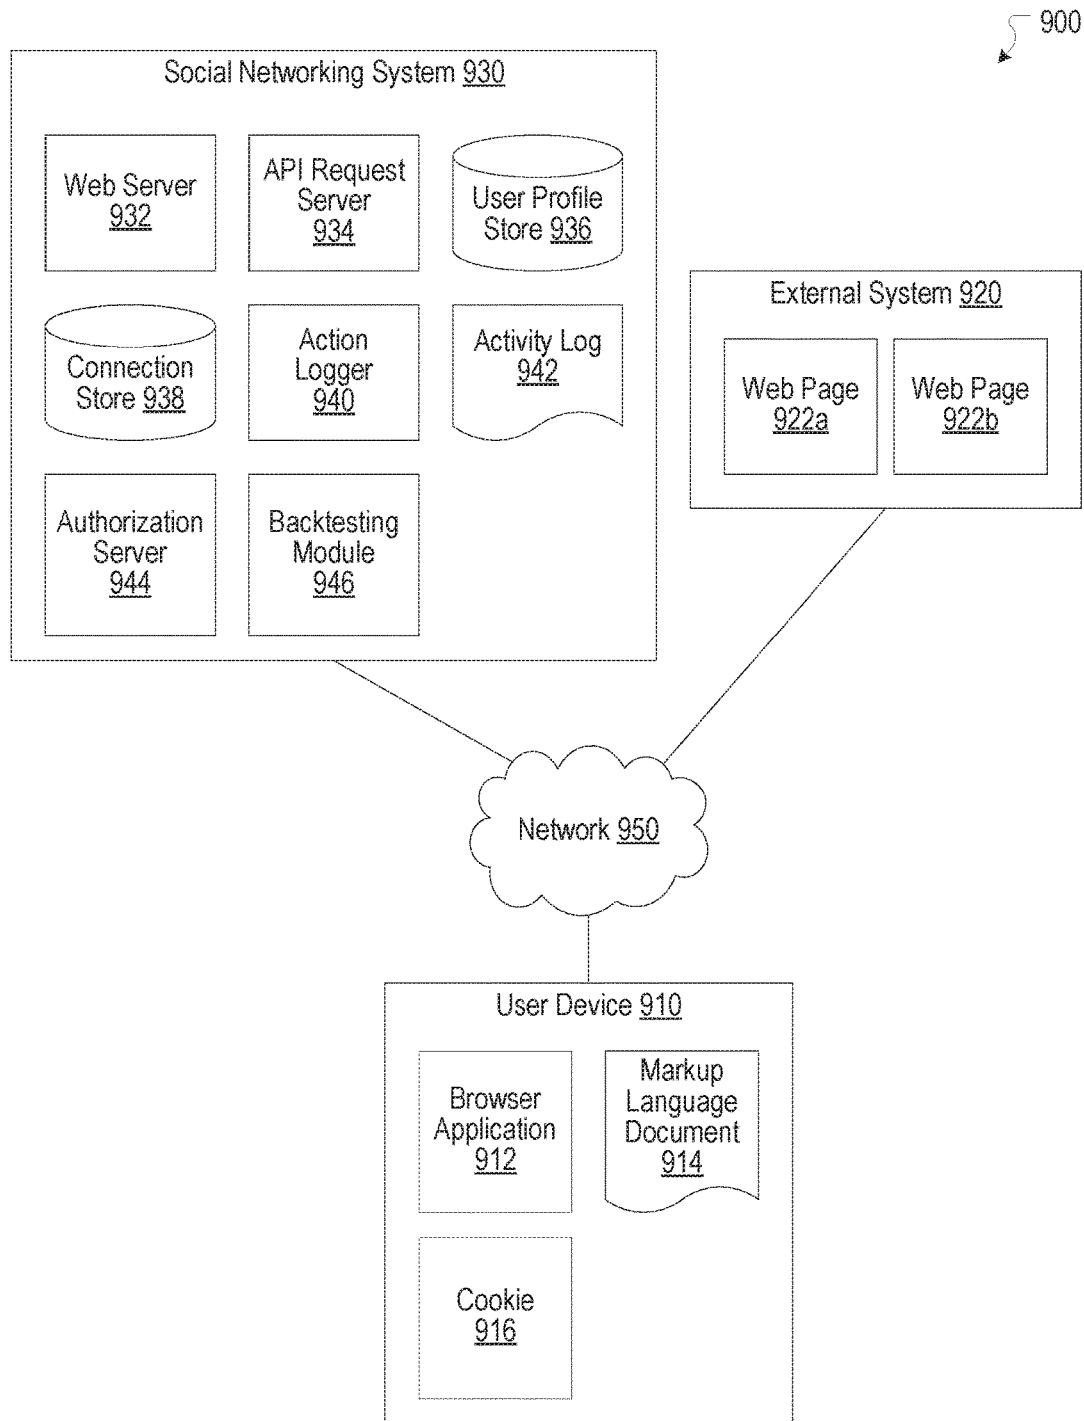 900
Social Networking System 930
Web Server
932
API Request
Server
934
User Profile
Store 936
Connection
Store 938
Action
Logger
940
Activity Log
942
Authorization
Server
944
Backtesting
Module
946
External System 920
Web Page
922a
Web Page
922b
Network 950
User Device 910
Browser
Application
912
Markup
Language
Document
914
Cookie
916